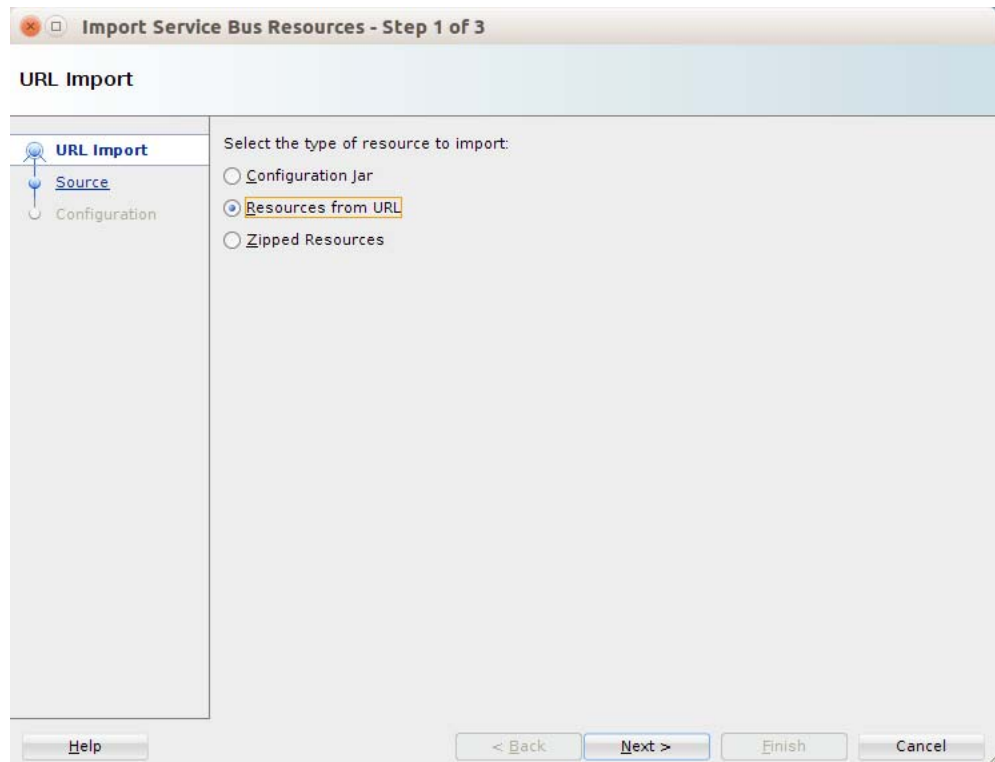 Import Service Bus Resources - Step 1 of 3
URL Import
URL Import
Source
Configuration
Select the type of resource to import:
Configuration Jar
Resources from URL
Zipped Resources
Help
< Back
Next >
Finish
Cancel